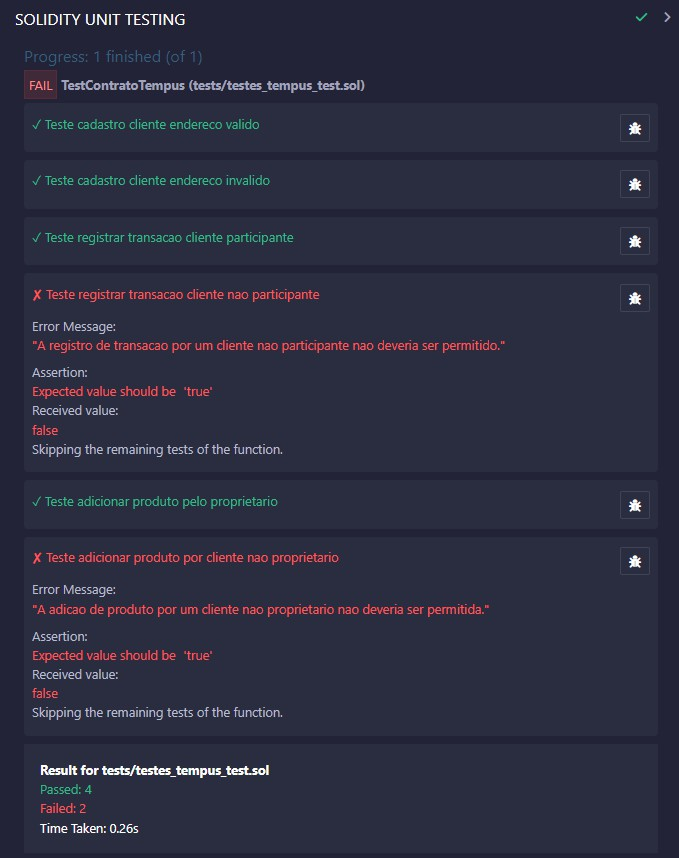 SOLIDITY UNIT TESTING
Progress: 1 finished (of 1)
FAIL TestContratoTempus (tests/testes_tempus_test.sol)
✓ Teste cadastro cliente endereco valido
✓ Teste cadastro cliente endereco invalido
✓ Teste registrar transacao cliente participante
✗ Teste registrar transacao cliente nao participante
Error Message:
"A registro de transacao por um cliente nao participante nao deveria ser permitido."
Assertion:
Expected value should be 'true'
Received value:
false
Skipping the remaining tests of the function.
✓ Teste adicionar produto pelo proprietario
✗ Teste adicionar produto por cliente nao proprietario
Error Message:
"A adicao de produto por um cliente nao proprietario nao deveria ser permitida."
Assertion:
Expected value should be 'true'
Received value:
false
Skipping the remaining tests of the function.
Result for tests/testes_tempus_test.sol
Passed: 4
Failed: 2
Time Taken: 0.26s